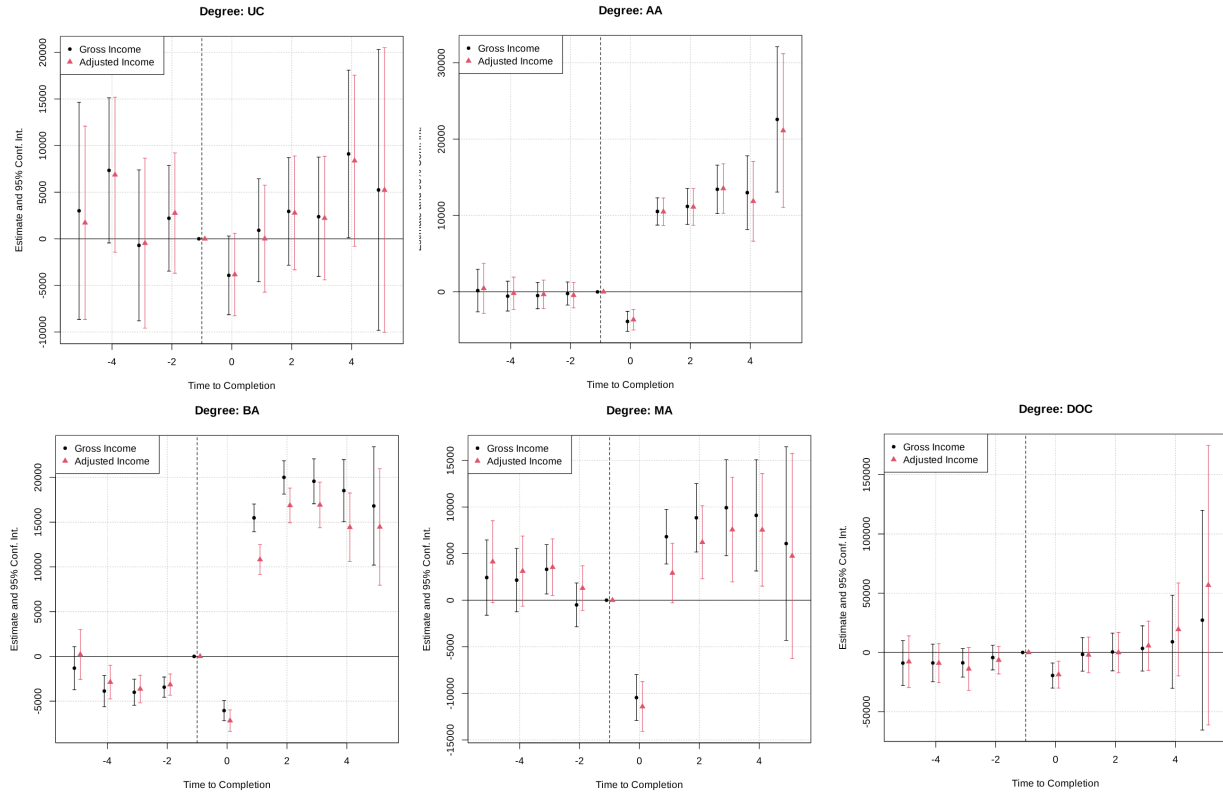 Degree: UC
Gross Income
Adjusted Income
Estimate and 95% Conf. Int.
20000
15000
10000
5000
0
-5000
-10000
-4 -2 0 2 4
Time to Completion
Degree: AA
Gross Income
Adjusted Income
Estimate and 95% Conf. Int.
30000
20000
10000
0
-4 -2 0 2 4
Time to Completion
Degree: BA
Gross Income
Adjusted Income
Estimate and 95% Conf. Int.
20000
15000
10000
5000
0
-5000
-4 -2 0 2 4
Time to Completion
Degree: MA
Gross Income
Adjusted Income
Estimate and 95% Conf. Int.
15000
10000
5000
0
-5000
-10000
-15000
-4 -2 0 2 4
Time to Completion
Degree: DOC
Gross Income
Adjusted Income
Estimate and 95% Conf. Int.
150000
100000
50000
0
-50000
-4 -2 0 2 4
Time to Completion